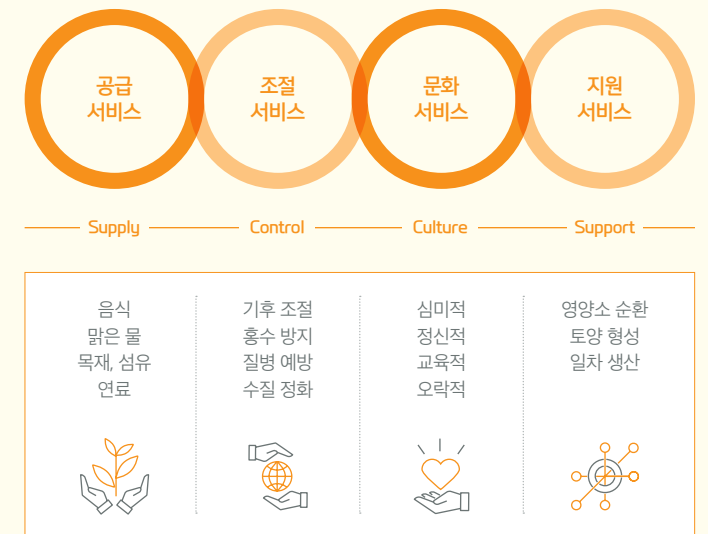 공급
서비스
조절
서비스
문화
서비스
지원
서비스
Supply
Control
Culture
Support
음식
맑은 물
목재, 섬유
연료
기후 조절
홍수 방지
질병 예방
수질 정화
심미적
정신적
교육적
오락적
영양소 순환
토양 형성
일차 생산